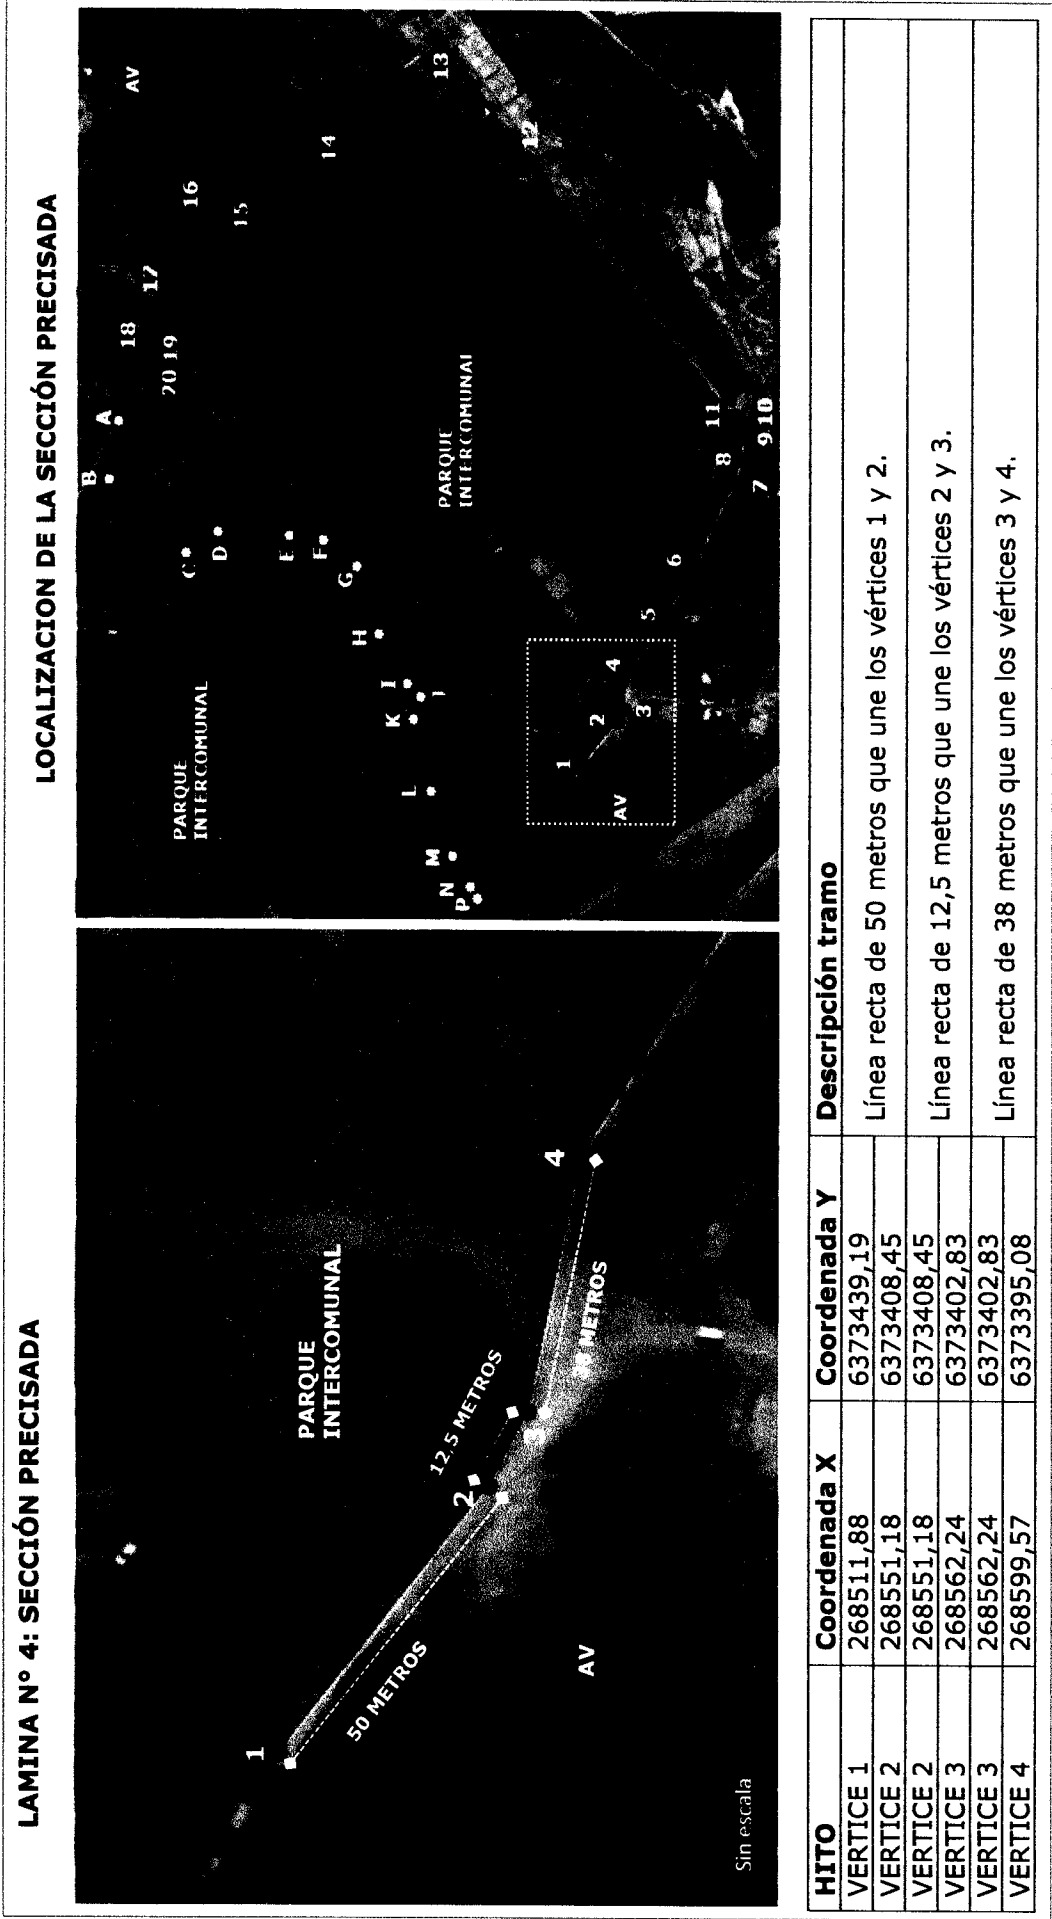 LAMINA N° 4: SECCIÓN PRECISADA
1
50 METROS
2
12,5 METROS
3
METROS
4
PARQUE
INTERCOMUNAL
AV
Sin escala
LOCALIZACION DE LA SECCIÓN PRECISADA
PARQUE
INTERCOMUNAL
B
A
C
D
E
F
G
H
I
K
L
M
N
P
18
17
20 19
16
15
14
13
12
AV
PARQUE
INTERCOMUNAL
1
2
3
4
AV
5
6
7
8
9 10
11
HITO Coordenada X Coordenada Y Descripción tramo
VERTICE 1 268511,88 6373439,19
Línea recta de 50 metros que une los vértices 1 y 2.
VERTICE 2 268551,18 6373408,45
VERTICE 2 268551,18 6373408,45
Línea recta de 12,5 metros que une los vértices 2 y 3.
VERTICE 3 268562,24 6373402,83
VERTICE 3 268562,24 6373402,83
Línea recta de 38 metros que une los vértices 3 y 4.
VERTICE 4 268599,57 6373395,08